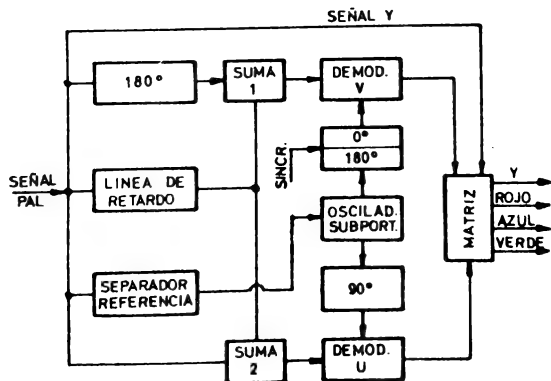 SEÑAL Y
180°
SUMA
1
DEMOD.
V
0°
180°
SINCR.
SEÑAL
PAL
LINEA DE
RETARDO
OSCILAD.
SUBPORT.
MATRIZ
Y
ROJO
AZUL
VERDE
SEPARADOR
REFERENCIA
90°
SUMA
2
DEMOD.
U